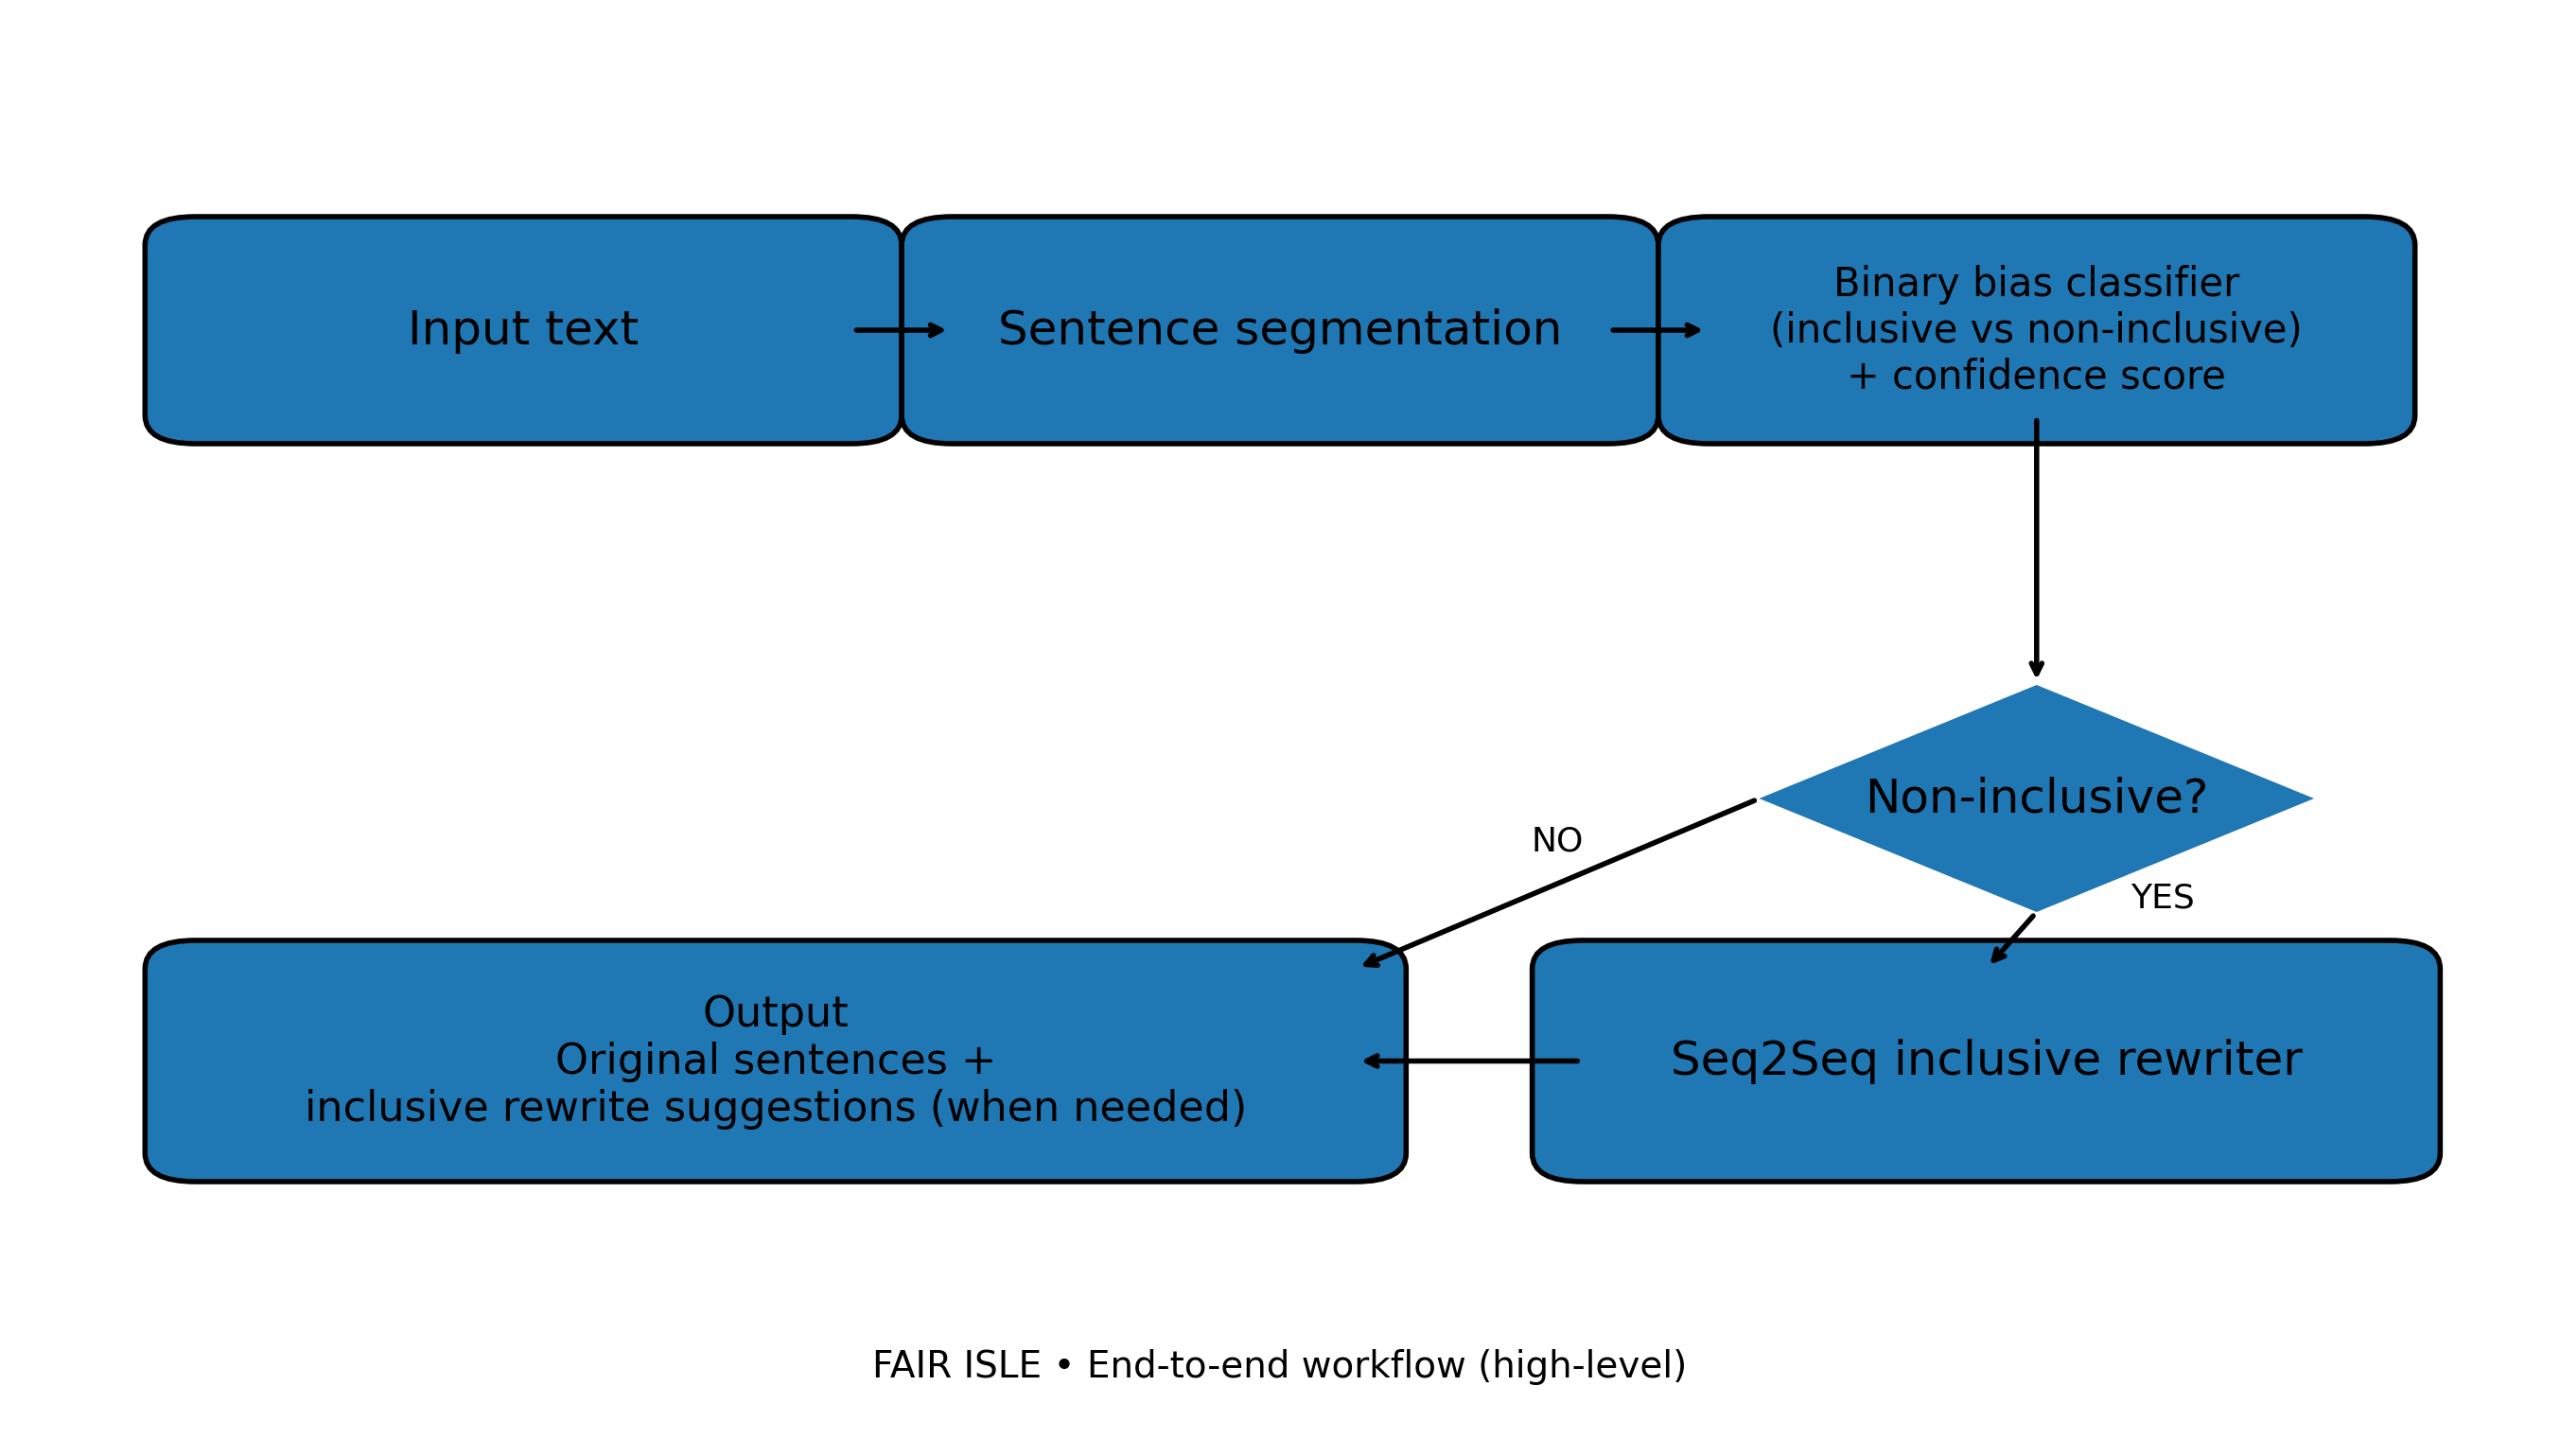 Input text
Sentence segmentation
Binary bias classifier
(inclusive vs non-inclusive)
+ confidence score
Non-inclusive?
NO
YES
Output
Original sentences +
inclusive rewrite suggestions (when needed)
Seq2Seq inclusive rewriter
FAIR ISLE • End-to-end workflow (high-level)